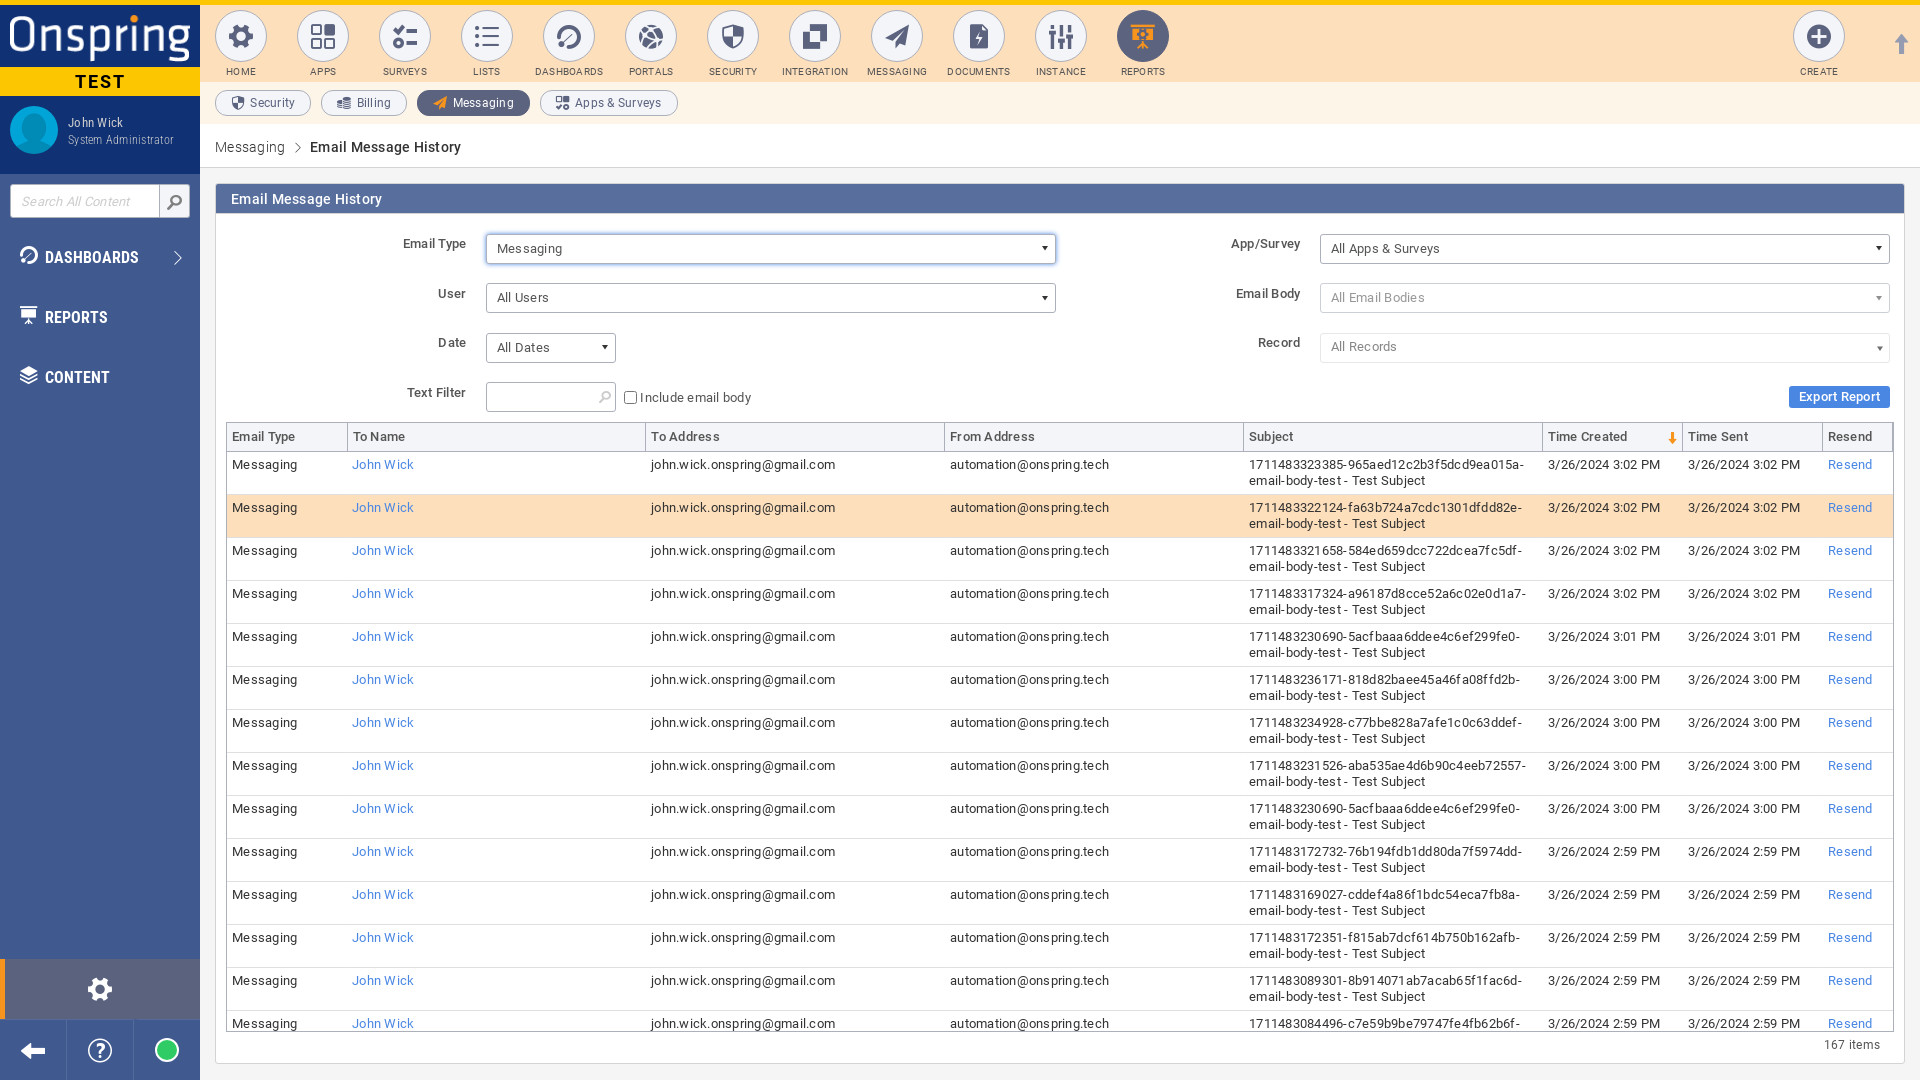 Onspring
TEST
John Wick
System Administrator
Search All Content
DASHBOARDS
REPORTS
CONTENT
HOME APPS SURVEYS LISTS DASHBOARDS PORTALS SECURITY INTEGRATION MESSAGING DOCUMENTS INSTANCE REPORTS CREATE
Security Billing Messaging Apps & Surveys
Messaging > Email Message History
Email Message History
Email Type Messaging App/Survey All Apps & Surveys
User All Users Email Body All Email Bodies
Date All Dates Record All Records
Text Filter Include email body Export Report
Email Type To Name To Address From Address Subject Time Created Time Sent Resend
Messaging John Wick john.wick.onspring@gmail.com automation@onspring.tech 1711483323385-965aed12c2b3f5dcd9ea015a- 3/26/2024 3:02 PM 3/26/2024 3:02 PM Resend
email-body-test - Test Subject
Messaging John Wick john.wick.onspring@gmail.com automation@onspring.tech 1711483322124-fa63b724a7cdc1301dfdd82e- 3/26/2024 3:02 PM 3/26/2024 3:02 PM Resend
email-body-test - Test Subject
Messaging John Wick john.wick.onspring@gmail.com automation@onspring.tech 1711483321658-584ed659dcc722dcea7fc5df- 3/26/2024 3:02 PM 3/26/2024 3:02 PM Resend
email-body-test - Test Subject
Messaging John Wick john.wick.onspring@gmail.com automation@onspring.tech 1711483317324-a96187d8cce52a6c02e0d1a7- 3/26/2024 3:02 PM 3/26/2024 3:02 PM Resend
email-body-test - Test Subject
Messaging John Wick john.wick.onspring@gmail.com automation@onspring.tech 1711483230690-5acfbaaa6ddee4c6ef299fe0- 3/26/2024 3:01 PM 3/26/2024 3:01 PM Resend
email-body-test - Test Subject
Messaging John Wick john.wick.onspring@gmail.com automation@onspring.tech 1711483236171-818d82baee45a46fa08ffd2b- 3/26/2024 3:00 PM 3/26/2024 3:00 PM Resend
email-body-test - Test Subject
Messaging John Wick john.wick.onspring@gmail.com automation@onspring.tech 1711483234928-c77bbe828a7afe1c0c63ddef- 3/26/2024 3:00 PM 3/26/2024 3:00 PM Resend
email-body-test - Test Subject
Messaging John Wick john.wick.onspring@gmail.com automation@onspring.tech 1711483231526-aba535ae4d6b90c4eeb72557- 3/26/2024 3:00 PM 3/26/2024 3:00 PM Resend
email-body-test - Test Subject
Messaging John Wick john.wick.onspring@gmail.com automation@onspring.tech 1711483230690-5acfbaaa6ddee4c6ef299fe0- 3/26/2024 3:00 PM 3/26/2024 3:00 PM Resend
email-body-test - Test Subject
Messaging John Wick john.wick.onspring@gmail.com automation@onspring.tech 1711483172732-76b194fdb1dd80da7f5974dd- 3/26/2024 2:59 PM 3/26/2024 2:59 PM Resend
email-body-test - Test Subject
Messaging John Wick john.wick.onspring@gmail.com automation@onspring.tech 1711483169027-cddef4a86f1bdc54eca7fb8a- 3/26/2024 2:59 PM 3/26/2024 2:59 PM Resend
email-body-test - Test Subject
Messaging John Wick john.wick.onspring@gmail.com automation@onspring.tech 1711483172351-f815ab7dcf614b750b162afb- 3/26/2024 2:59 PM 3/26/2024 2:59 PM Resend
email-body-test - Test Subject
Messaging John Wick john.wick.onspring@gmail.com automation@onspring.tech 1711483089301-8b914071ab7acab65f1fac6d- 3/26/2024 2:59 PM 3/26/2024 2:59 PM Resend
email-body-test - Test Subject
Messaging John Wick john.wick.onspring@gmail.com automation@onspring.tech 1711483084496-c7e59b9be79747fe4fb62b6f- 3/26/2024 2:59 PM 3/26/2024 2:59 PM Resend
167 items